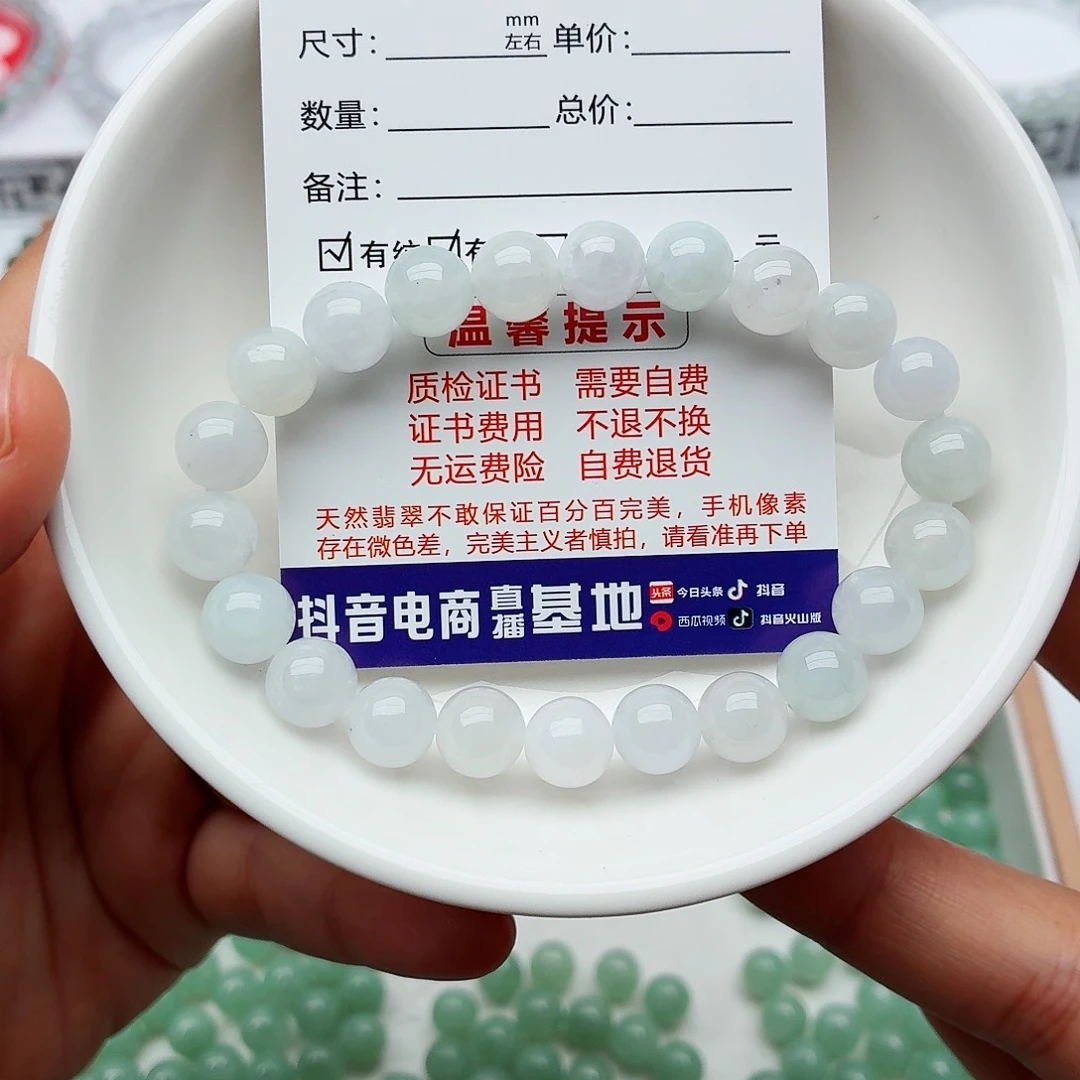 尺寸：mm左右 单价：
数量： 总价：
备注：
☑有纹 ☑有
元
温馨提示
质检证书 需要自费
证书费用 不退不换
无运费险 自费退货
天然翡翠不敢保证百分百完美，手机像素
存在微色差，完美主义者慎拍，请看准再下单
抖音电商直播基地
头条 今日头条 抖音
西瓜视频 抖音火山版